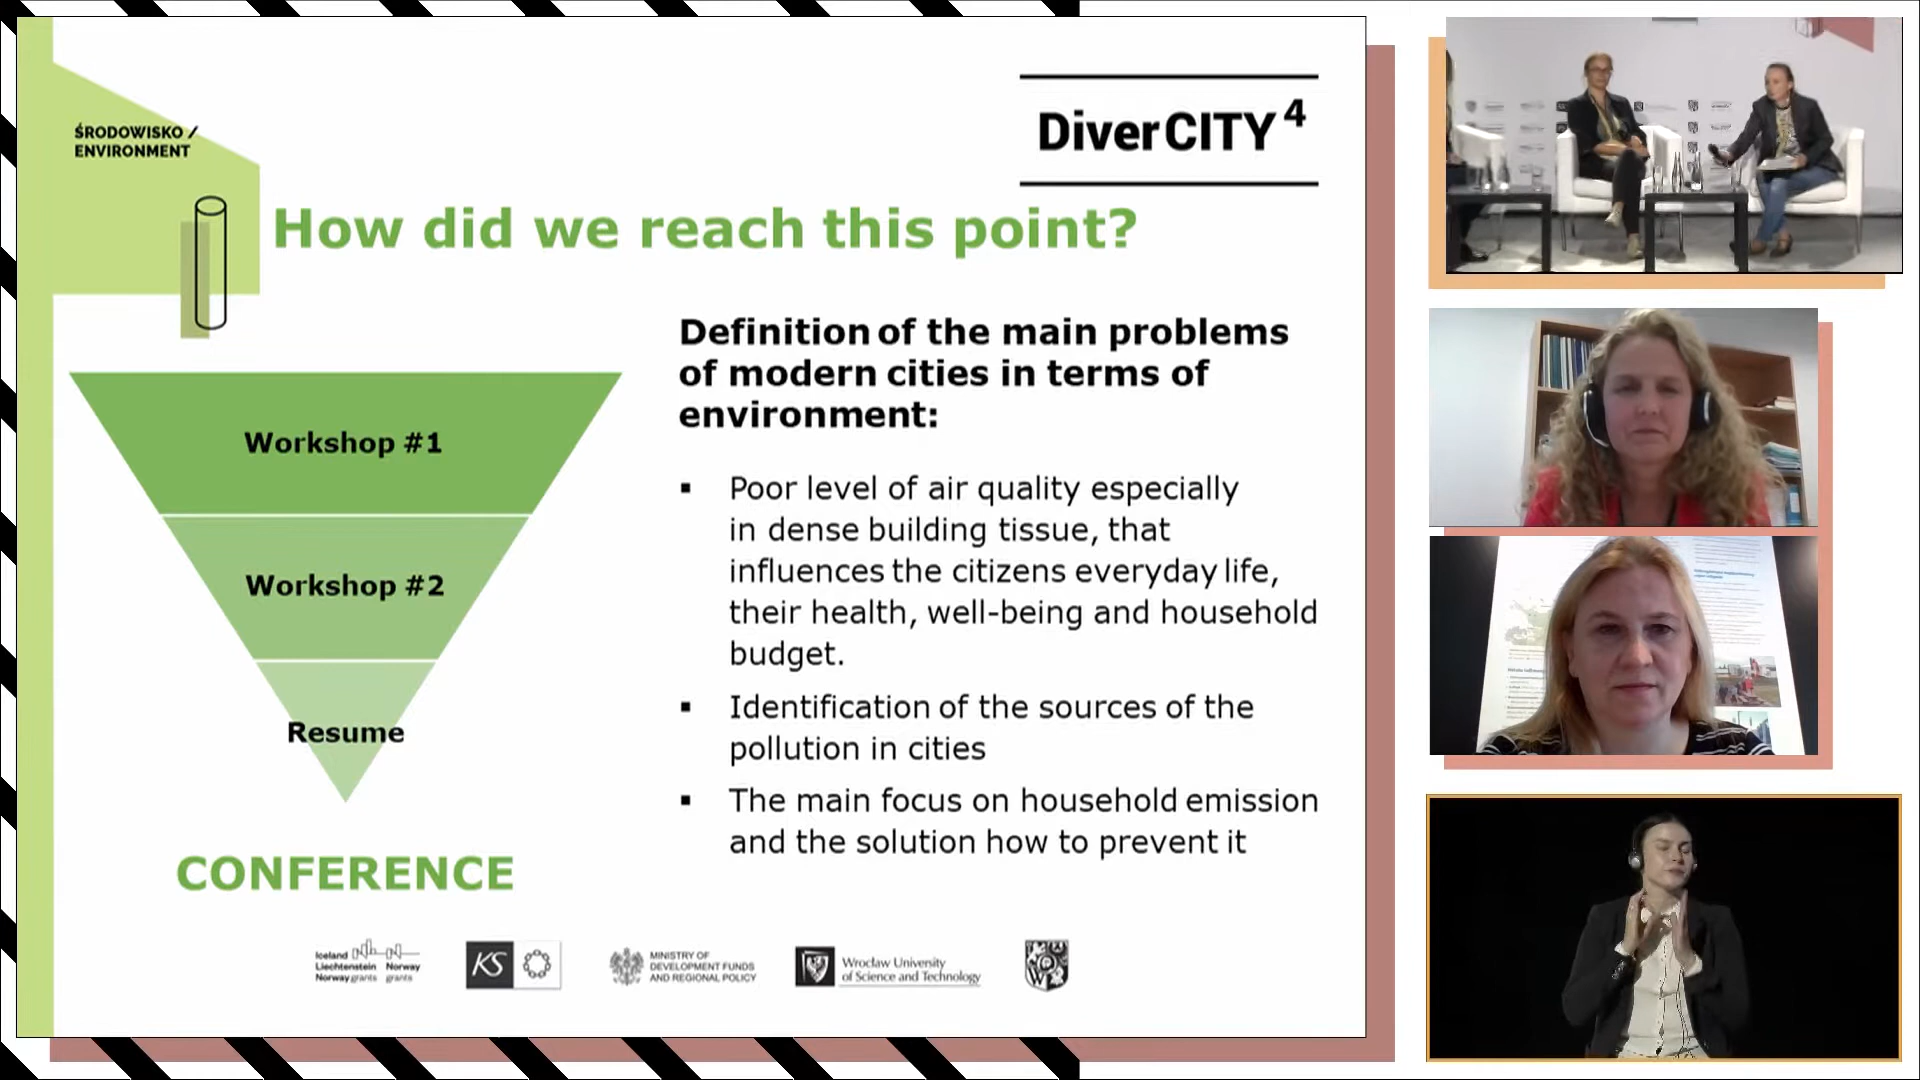 ŚRODOWISKO /
ENVIRONMENT
DiverCITY 4
How did we reach this point?
Workshop #1
Workshop #2
Resume
CONFERENCE
Definition of the main problems
of modern cities in terms of
environment:
▪ Poor level of air quality especially
in dense building tissue, that
influences the citizens everyday life,
their health, well-being and household
budget.
▪ Identification of the sources of the
pollution in cities
▪ The main focus on household emission
and the solution how to prevent it
Iceland
Liechtenstein Norway
Norway grants grants
KS
MINISTRY OF
DEVELOPMENT FUNDS
AND REGIONAL POLICY
Wrocław University
of Science and Technology
W